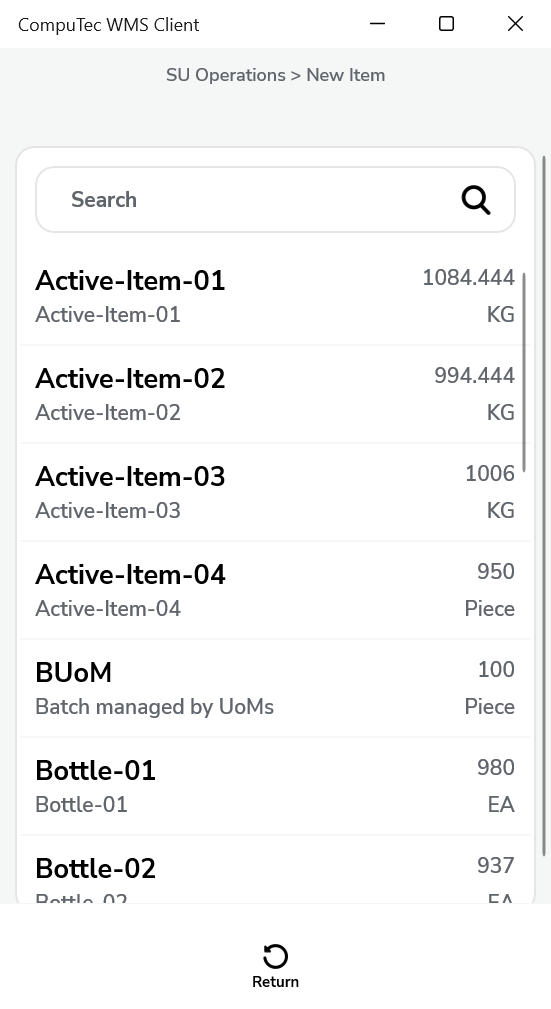 CompuTec WMS Client
SU Operations > New Item
Search
Active-Item-01 1084.444
Active-Item-01 KG
Active-Item-02 994.444
Active-Item-02 KG
Active-Item-03 1006
Active-Item-03 KG
Active-Item-04 950
Active-Item-04 Piece
BUoM 100
Batch managed by UoMs Piece
Bottle-01 980
Bottle-01 EA
Bottle-02 937
Bottle-02 EA
Return